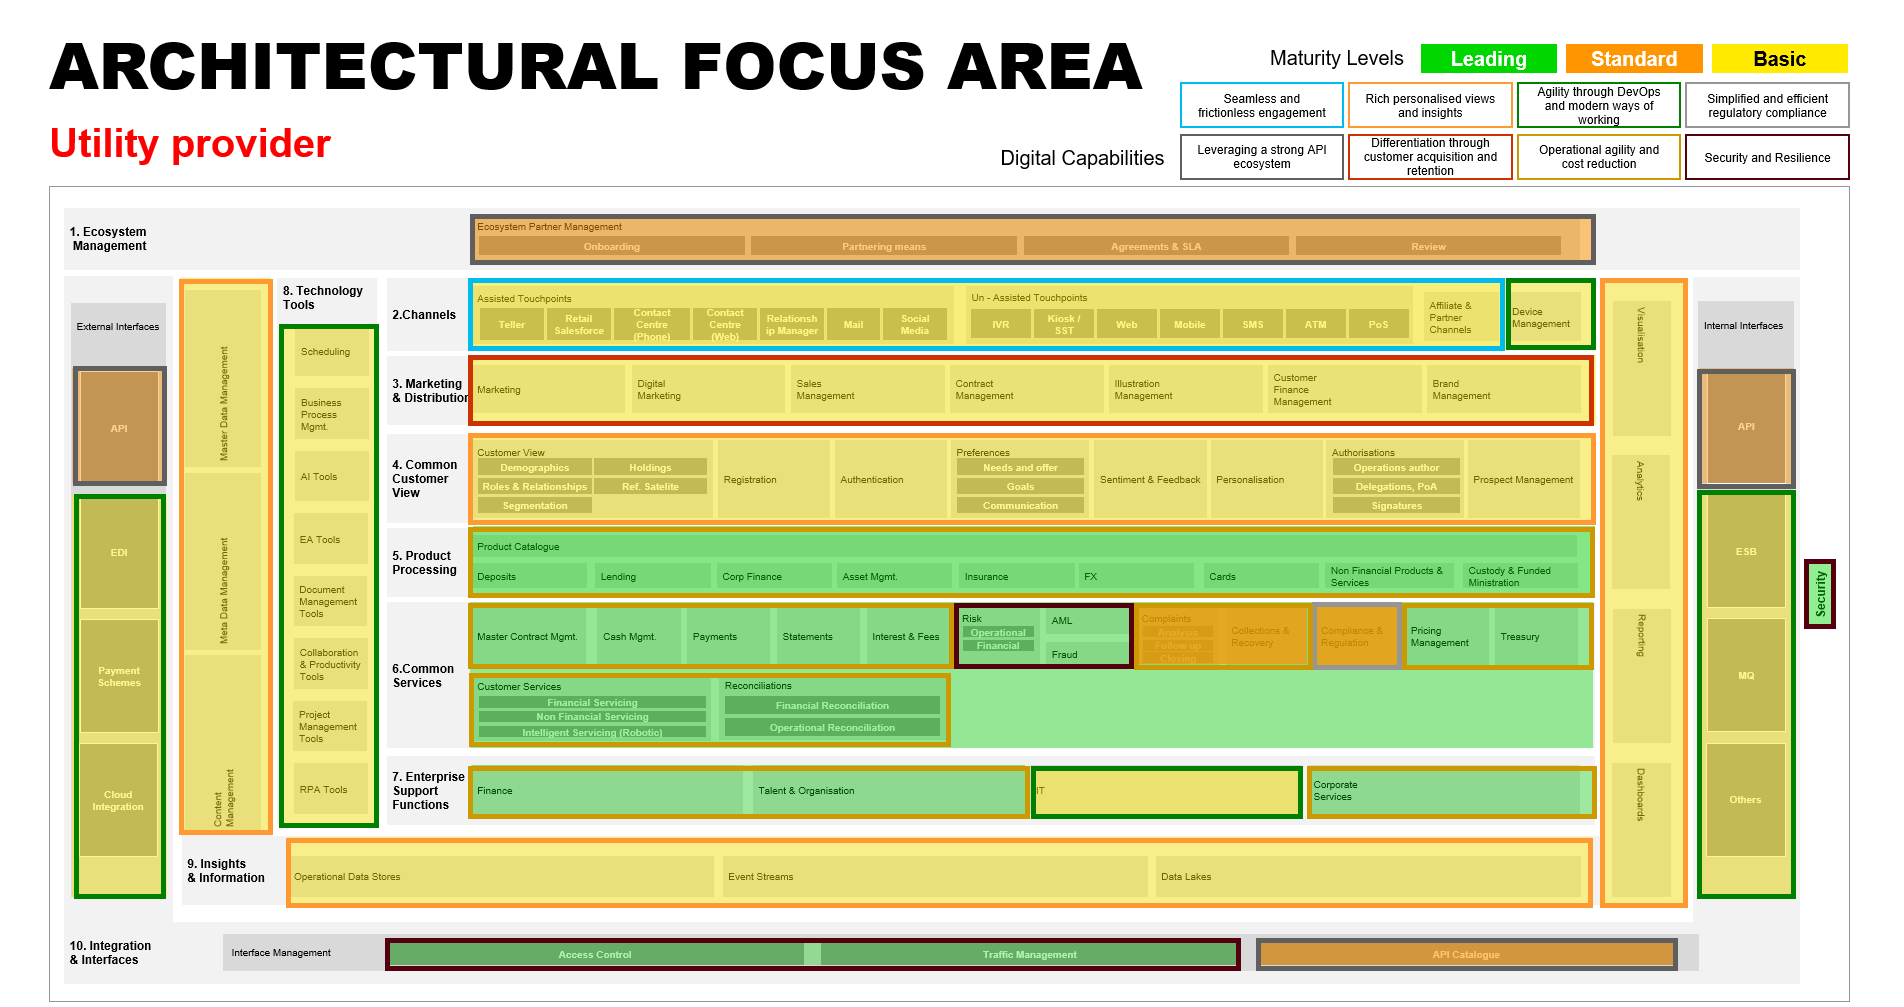 ARCHITECTURAL FOCUS AREA
Utility provider
Maturity Levels
Leading
Standard
Basic
Digital Capabilities
Seamless and
frictionless engagement
Rich personalised views
and insights
Agility through DevOps
and modern ways of
working
Simplified and efficient
regulatory compliance
Leveraging a strong API
ecosystem
Differentiation through
customer acquisition and
retention
Operational agility and
cost reduction
Security and Resilience
1. Ecosystem
Management
Ecosystem Partner Management
Onboarding
Partnering means
Agreements & SLA
Review
External Interfaces
API
EDI
Payment
Schemes
Cloud
Integration
Master Data Management
Meta Data Management
Content
Management
8. Technology
Tools
Scheduling
Business
Process
Mgmt.
AI Tools
EA Tools
Document
Management
Tools
Collaboration
& Productivity
Tools
Project
Management
Tools
RPA Tools
2.Channels
Assisted Touchpoints
Teller
Retail
Salesforce
Contact
Centre
(Phone)
Contact
Centre
(Web)
Relationsh
ip Manager
Mail
Social
Media
Un - Assisted Touchpoints
IVR
Kiosk /
SST
Web
Mobile
SMS
ATM
PoS
Affiliate &
Partner
Channels
Device
Management
3. Marketing
& Distribution
Marketing
Digital
Marketing
Sales
Management
Contract
Management
Illustration
Management
Customer
Finance
Management
Brand
Management
4. Common
Customer
View
Customer View
Demographics
Holdings
Roles & Relationships
Ref. Satelite
Segmentation
Registration
Authentication
Preferences
Needs and offer
Goals
Communication
Sentiment & Feedback
Personalisation
Authorisations
Operations author
Delegations, PoA
Signatures
Prospect Management
5. Product
Processing
Product Catalogue
Deposits
Lending
Corp Finance
Asset Mgmt.
Insurance
FX
Cards
Non Financial Products &
Services
Custody & Funded
Ministration
6.Common
Services
Master Contract Mgmt.
Cash Mgmt.
Payments
Statements
Interest & Fees
Risk
Operational
Financial
AML
Fraud
Complaints
Analysis
Follow up
Closing
Collections &
Recovery
Compliance &
Regulation
Pricing
Management
Treasury
Customer Services
Financial Servicing
Non Financial Servicing
Intelligent Servicing (Robotic)
Reconciliations
Financial Reconciliation
Operational Reconciliation
7. Enterprise
Support
Functions
Finance
Talent & Organisation
IT
Corporate
Services
Visualisation
Analytics
Reporting
Dashboards
Internal Interfaces
API
ESB
MQ
Others
Security
9. Insights
& Information
Operational Data Stores
Event Streams
Data Lakes
10. Integration
& Interfaces
Interface Management
Access Control
Traffic Management
API Catalogue